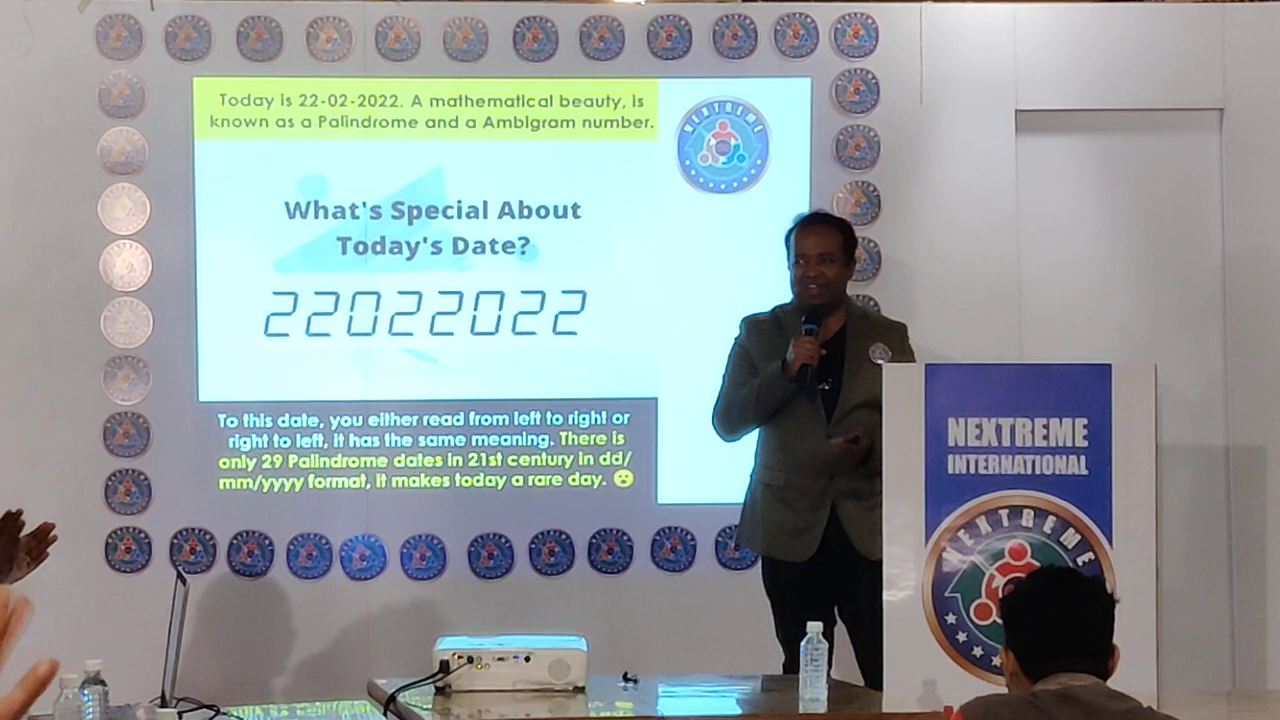 Today is 22-02-2022. A mathematical beauty, is
known as a Palindrome and a Ambigram number.
NEXTREME
What's Special About
Today's Date?
22022022
To this date, you either read from left to right or
right to left, it has the same meaning. There is
only 29 Palindrome dates in 21st century in dd/
mm/yyyy format, it makes today a rare day. 😮
NEXTREME
INTERNATIONAL
NEXTREME